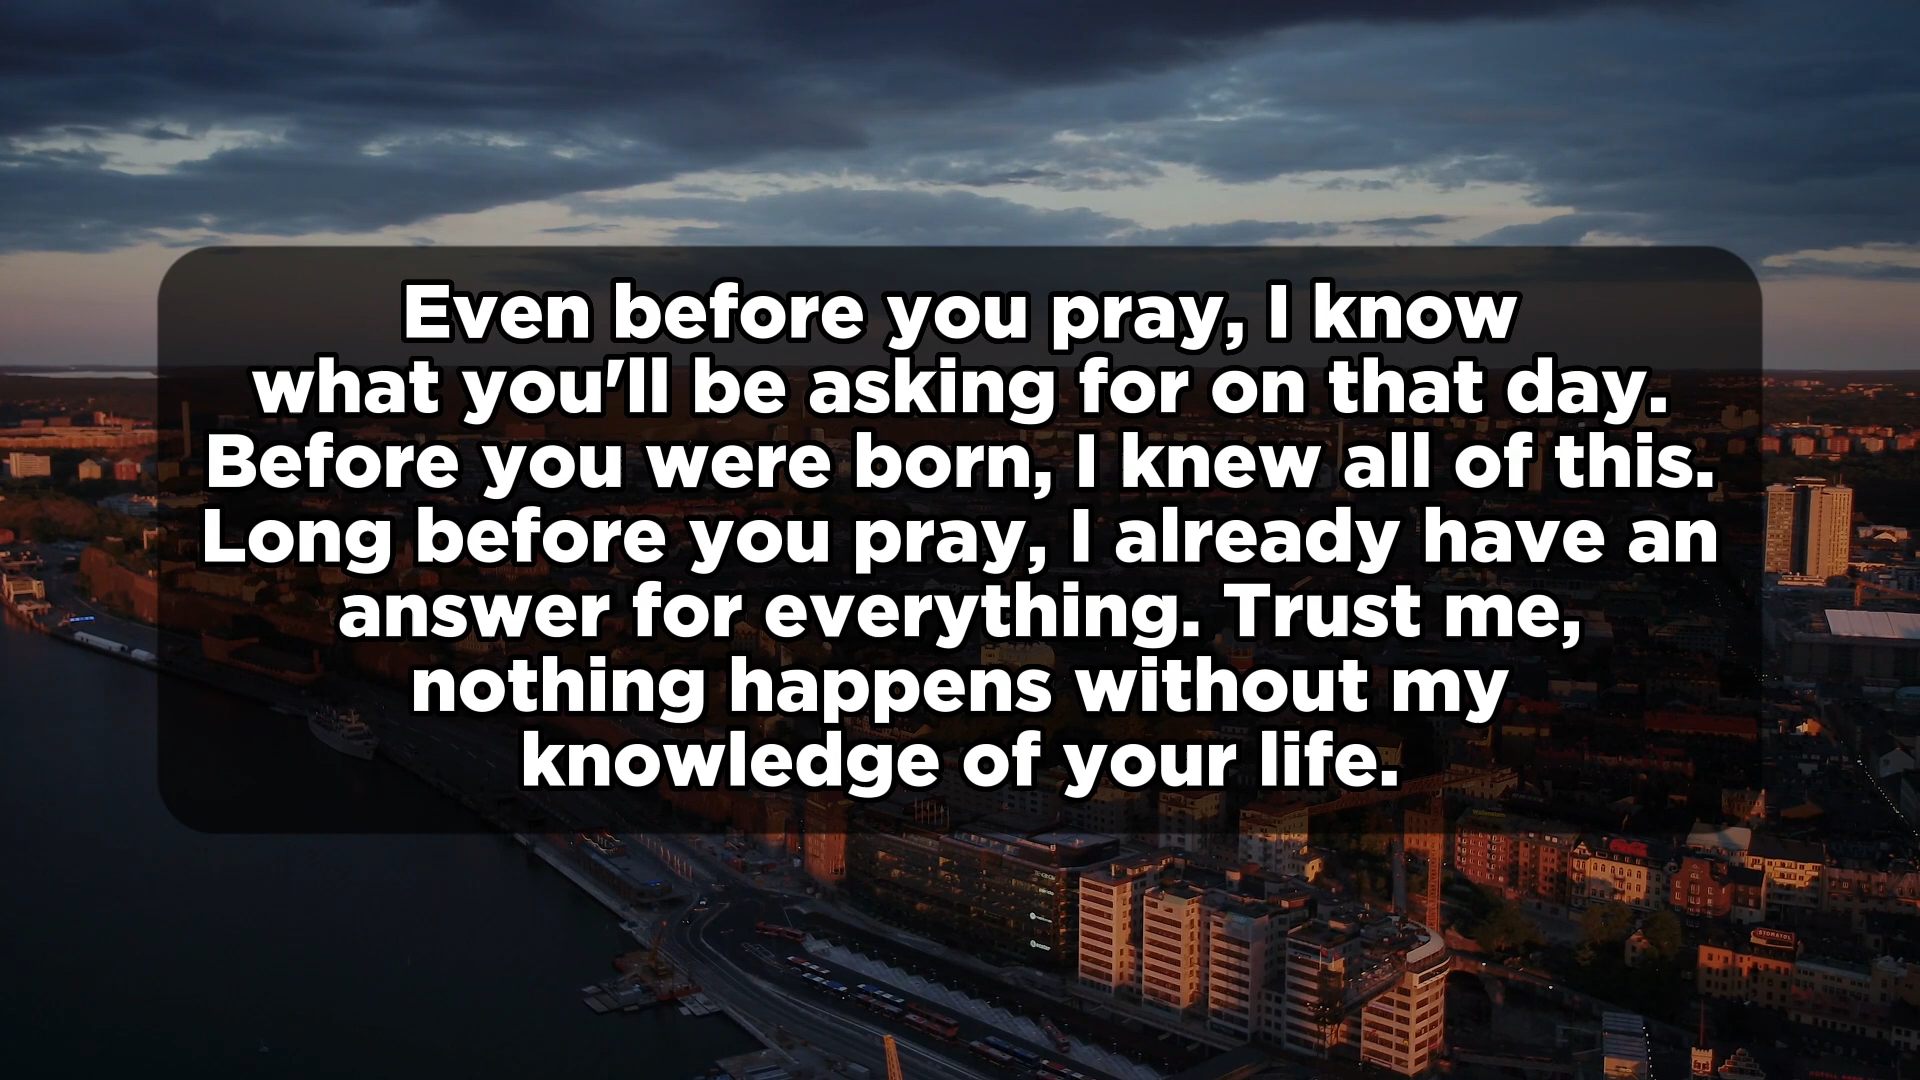 Even before you pray, I know
what you'll be asking for on that day.
Before you were born, I knew all of this.
Long before you pray, I already have an
answer for everything. Trust me,
nothing happens without my
knowledge of your life.